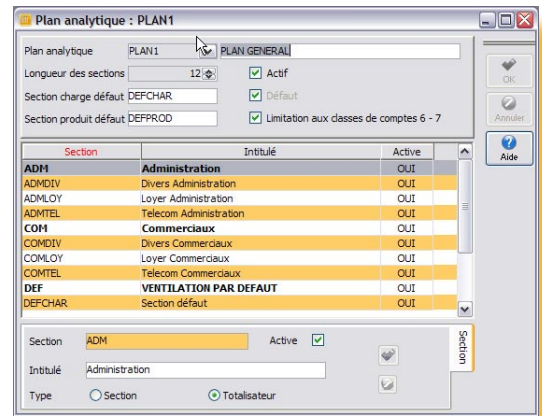 Plan analytique : PLAN1
Plan analytique PLAN1 PLAN GENERAL
Longueur des sections 12 Actif
Section charge défaut DEFCHAR Défaut
Section produit défaut DEFPROD Limitation aux classes de comptes 6 - 7
OK
Annuler
Aide
Section Intitulé Active
ADM Administration OUI
ADMDIV Divers Administration OUI
ADMLOY Loyer Administration OUI
ADMTEL Telecom Administration OUI
COM Commerciaux OUI
COMDIV Divers Commerciaux OUI
COMLOY Loyer Commerciaux OUI
COMTEL Telecom Commerciaux OUI
DEF VENTILATION PAR DEFAUT OUI
DEFCHAR Section défaut OUI
Section ADM Active
Intitulé Administration
Type Section Totalisateur
Section